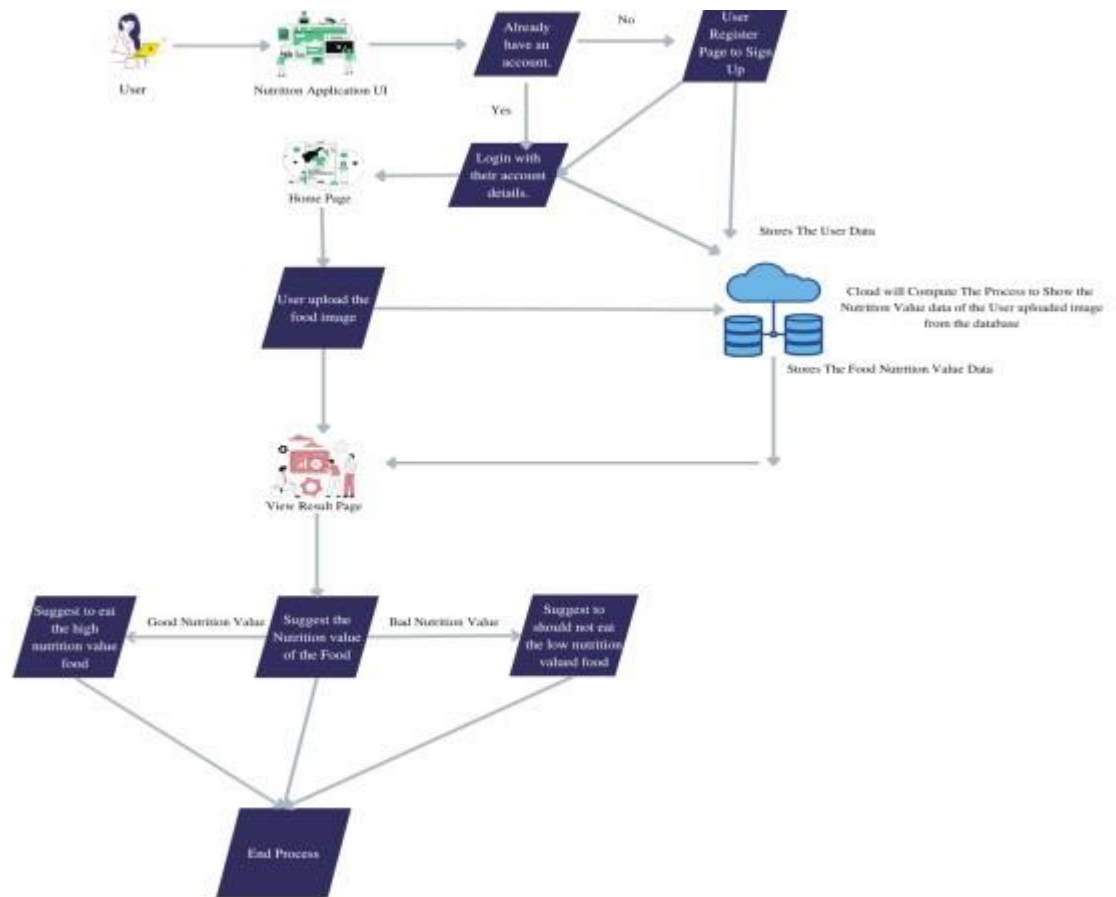 Already
have an
account.
No
User
Register
Page to Sign
Up
User
Nutrition Application UI
Yes
Login with
their account
details.
Home Page
Stores The User Data
User upload the
food image
Cloud will Compute The Process to Show the
Nutrition Value data of the User uploaded image
from the database
Stores The Food Nutrition Value Data
View Result Page
Suggest to eat
the high
nutrition value
food
Good Nutrition Value
Suggest the
Nutrition value
of the Food
Bad Nutrition Value
Suggest to
should not eat
the low nutrition
valued food
End Process